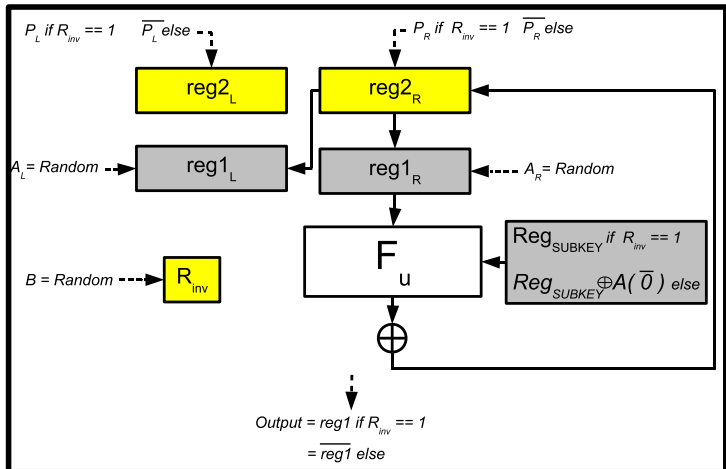 P_L if R_inv == 1   P̅_L̅ else   P_R if R_inv == 1   P̅_R̅ else
reg2_L   reg2_R
A_L = Random   reg1_L   reg1_R   A_R = Random
F_u
Reg_SUBKEY if R_inv == 1
Reg_SUBKEY ⊕ A( 0̅ ) else
B = Random   R_inv
Output = reg1 if R_inv == 1
= r̅e̅g̅1̅ else